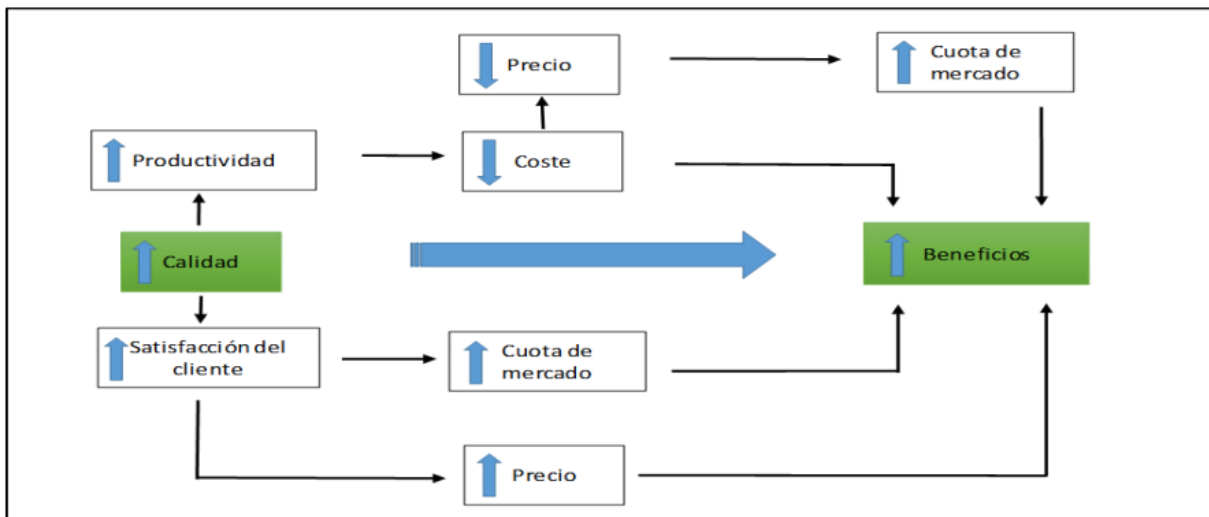 Precio
Cuota de
mercado
Productividad
Coste
Calidad
Beneficios
Satisfacción del
cliente
Cuota de
mercado
Precio